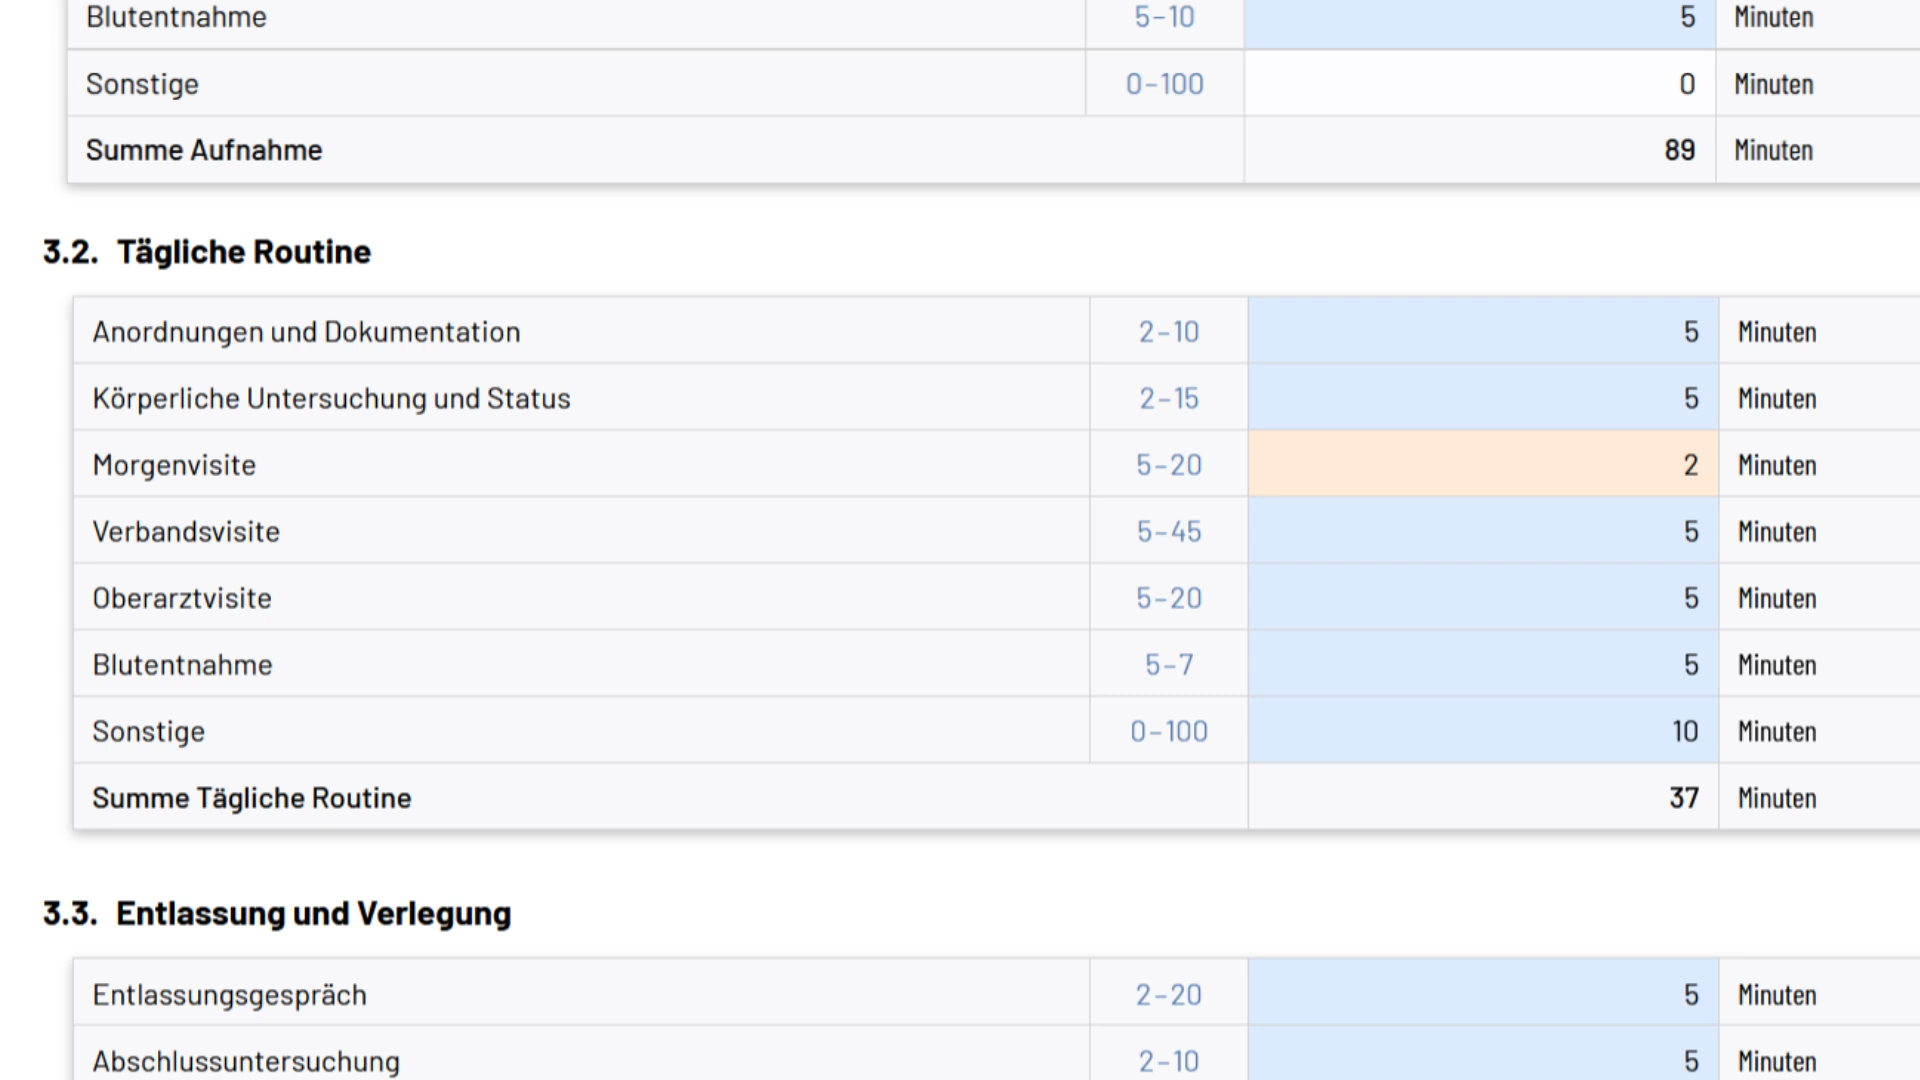 Blutentnahme 5–10 5 Minuten
Sonstige 0–100 0 Minuten
Summe Aufnahme 89 Minuten
3.2. Tägliche Routine
Anordnungen und Dokumentation 2–10 5 Minuten
Körperliche Untersuchung und Status 2–15 5 Minuten
Morgenvisite 5–20 2 Minuten
Verbandsvisite 5–45 5 Minuten
Oberarztvisite 5–20 5 Minuten
Blutentnahme 5–7 5 Minuten
Sonstige 0–100 10 Minuten
Summe Tägliche Routine 37 Minuten
3.3. Entlassung und Verlegung
Entlassungsgespräch 2–20 5 Minuten
Abschlussuntersuchung 2–10 5 Minuten